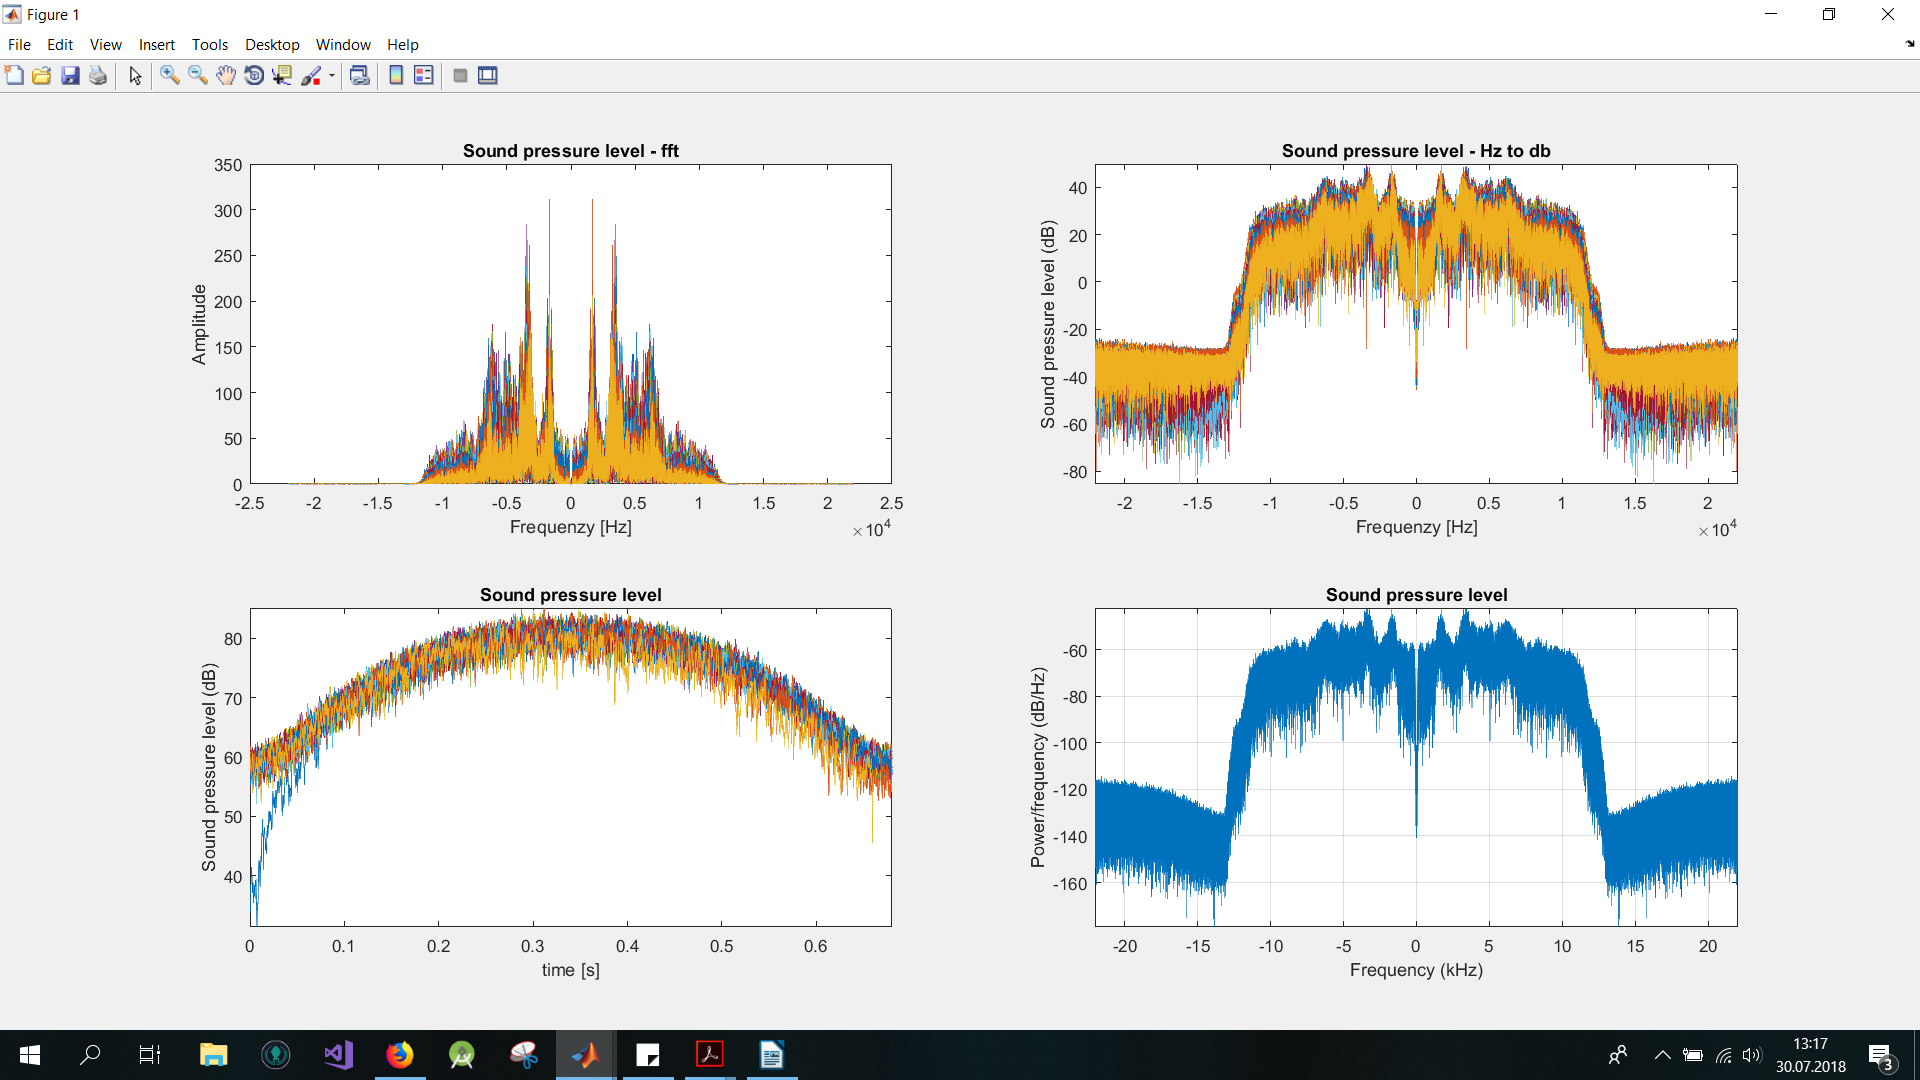 Figure 1
File Edit View Insert Tools Desktop Window Help
Sound pressure level - fft
350
300
250
200
150
100
50
0
Amplitude
-2.5 -2 -1.5 -1 -0.5 0 0.5 1 1.5 2 2.5
Frequenzy [Hz]
×10^4
Sound pressure level - Hz to db
40
20
0
-20
-40
-60
-80
Sound pressure level (dB)
-2 -1.5 -1 -0.5 0 0.5 1 1.5 2
Frequenzy [Hz]
×10^4
Sound pressure level
80
70
60
50
40
Sound pressure level (dB)
0 0.1 0.2 0.3 0.4 0.5 0.6
time [s]
Sound pressure level
-60
-80
-100
-120
-140
-160
Power/frequency (dB/Hz)
-20 -15 -10 -5 0 5 10 15 20
Frequency (kHz)
13:17
30.07.2018
3